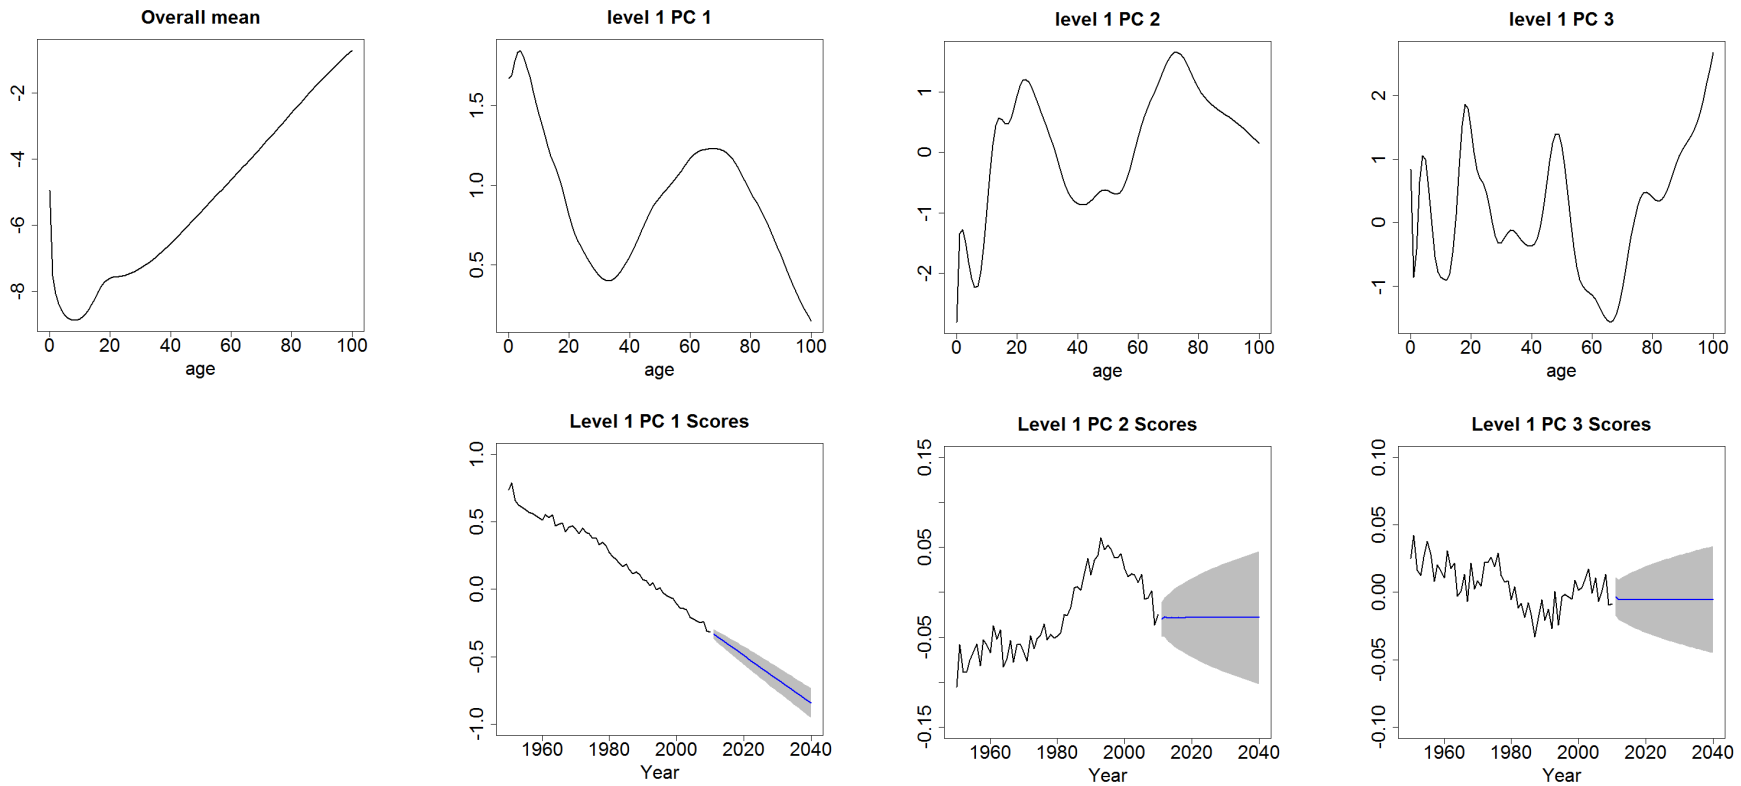 Overall mean
level 1 PC 1
level 1 PC 2
level 1 PC 3
-2
-4
-6
-8
0 20 40 60 80 100
age
1.5
1.0
0.5
0 20 40 60 80 100
age
1
0
-1
-2
0 20 40 60 80 100
age
2
1
0
-1
0 20 40 60 80 100
age
Level 1 PC 1 Scores
Level 1 PC 2 Scores
Level 1 PC 3 Scores
1.0
0.5
0.0
-0.5
-1.0
1960 1980 2000 2020 2040
Year
0.15
0.05
-0.05
-0.15
1960 1980 2000 2020 2040
Year
0.10
0.05
0.00
-0.05
-0.10
1960 1980 2000 2020 2040
Year